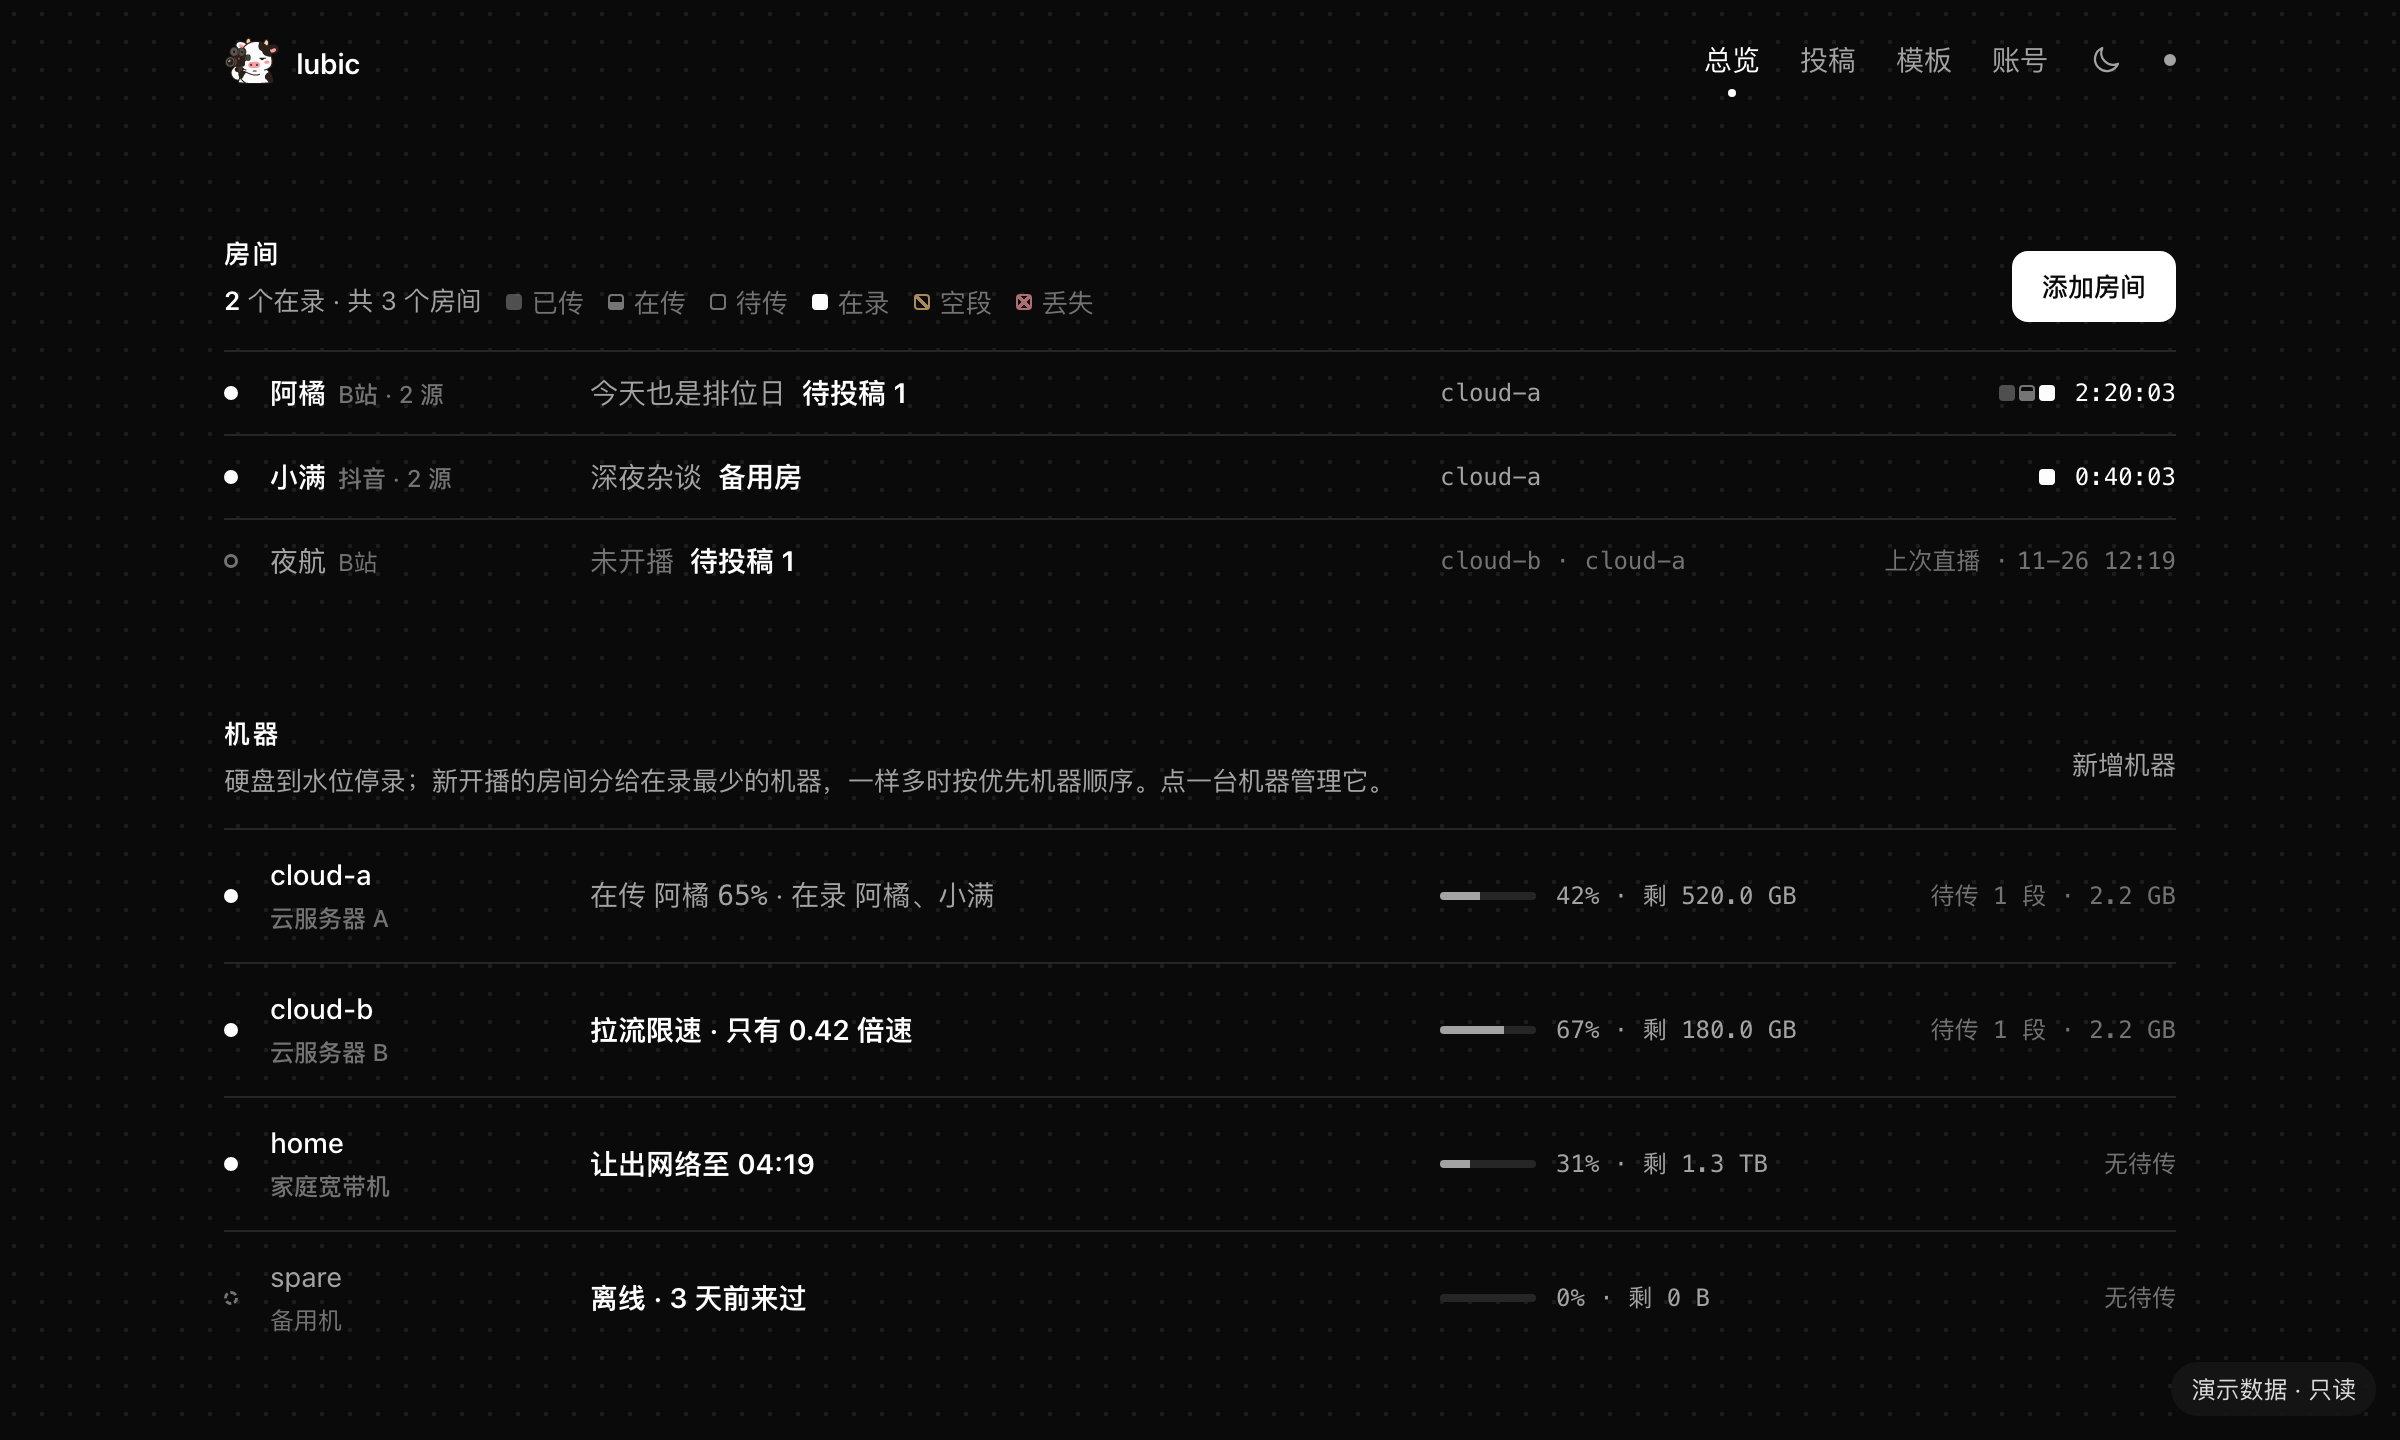 lubic
总览 投稿 模板 账号
房间
2 个在录 · 共 3 个房间 已传 在传 待传 在录 空段 丢失
添加房间
阿橘 B站 · 2 源 今天也是排位日 待投稿 1 cloud-a 2:20:03
小满 抖音 · 2 源 深夜杂谈 备用房 cloud-a 0:40:03
夜航 B站 未开播 待投稿 1 cloud-b · cloud-a 上次直播 · 11-26 12:19
机器
硬盘到水位停录；新开播的房间分给在录最少的机器，一样多时按优先机器顺序。点一台机器管理它。
新增机器
cloud-a
云服务器 A
在传 阿橘 65% · 在录 阿橘、小满 42% · 剩 520.0 GB 待传 1 段 · 2.2 GB
cloud-b
云服务器 B
拉流限速 · 只有 0.42 倍速 67% · 剩 180.0 GB 待传 1 段 · 2.2 GB
home
家庭宽带机
让出网络至 04:19 31% · 剩 1.3 TB 无待传
spare
备用机
离线 · 3 天前来过 0% · 剩 0 B 无待传
演示数据 · 只读